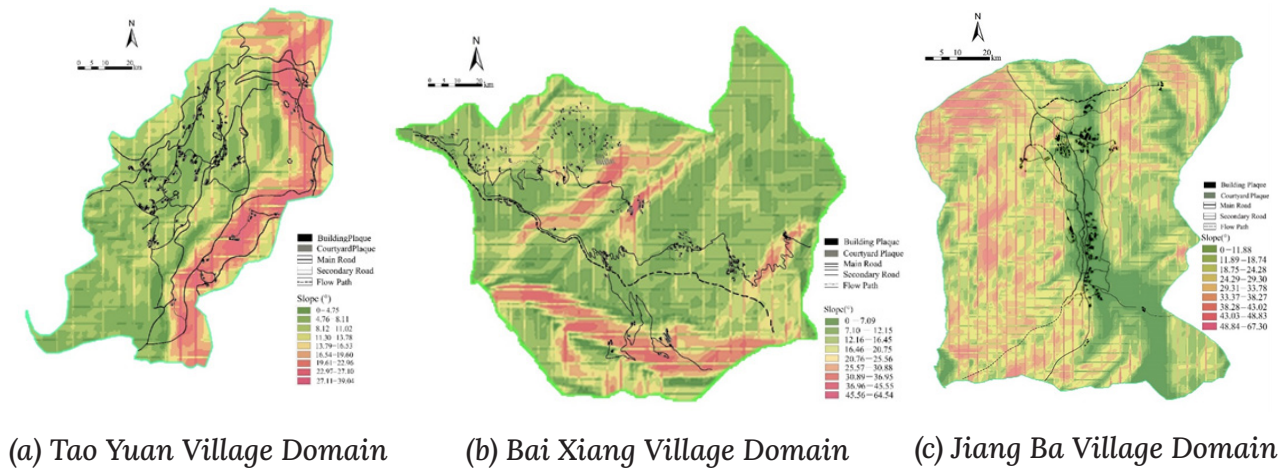 N
0 5 10 20
km
BuildingPlaque
CourtyardPlaque
Main Road
Secondary Road
Flow Path
Slope (°)
0—4.75
4.76—8.11
8.12—11.02
11.30—13.78
13.79—16.53
16.54—19.60
19.61—22.96
22.97—27.10
27.11—39.04
(a) Tao Yuan Village Domain
N
0 5 10 20
km
Building Plaque
Courtyard Plaque
Main Road
Secondary Road
Flow Path
Slope(°)
0 —7.09
7.10 —12.15
12.16—16.45
16.46—20.75
20.76—25.56
25.57—30.88
30.89—36.95
36.96—45.55
45.56—64.54
(b) Bai Xiang Village Domain
N
5 10 20
km
Building Plaque
Courtyard Plaque
Main Road
Secondary Road
Flow Path
Slope(°)
0—11.88
11.89—18.74
18.75—24.28
24.29—29.30
29.31—33.78
33.37—38.27
38.28—43.02
43.03—48.83
48.84—67.30
(c) Jiang Ba Village Domain